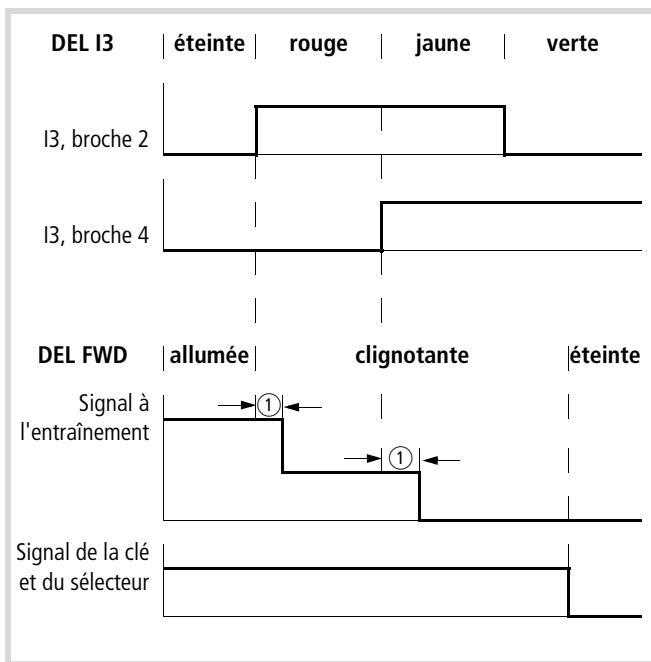 DEL I3 éteinte rouge jaune verte
I3, broche 2
I3, broche 4
DEL FWD allumée clignotante éteinte
Signal à
l'entraînement
1
1
Signal de la clé
et du sélecteur